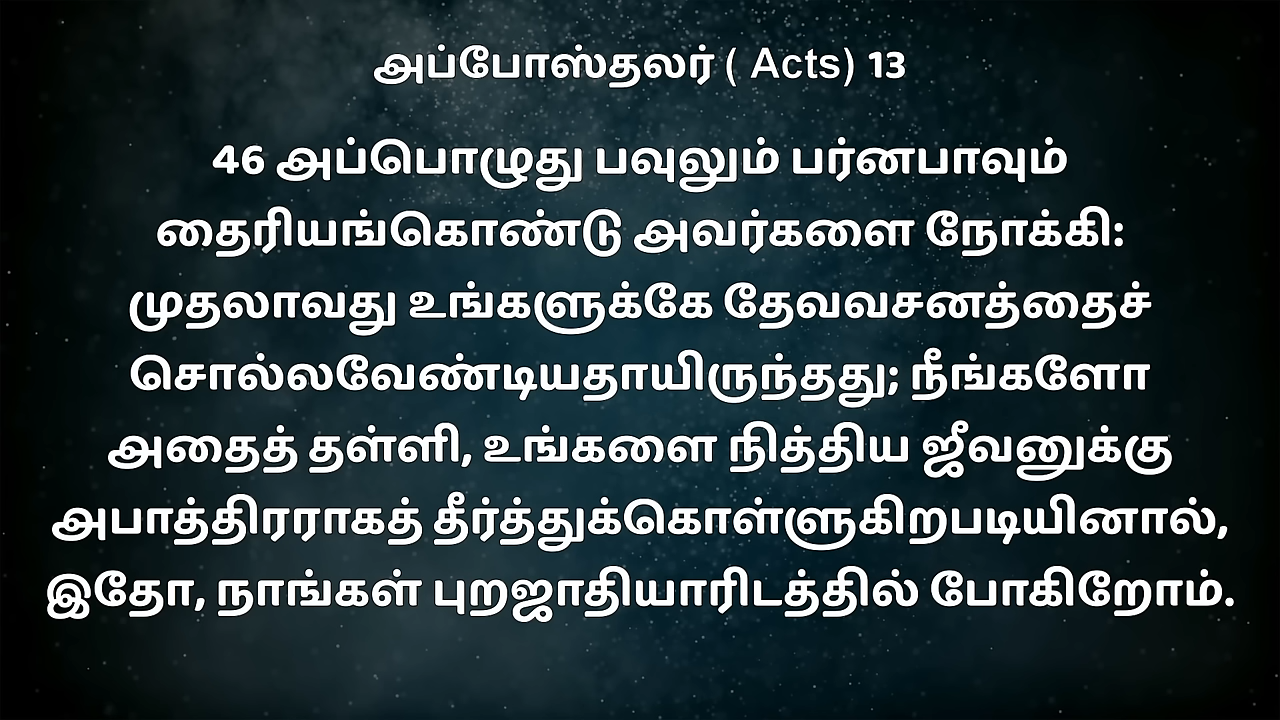 அப்போஸ்தலர் ( Acts) 13
46 அப்பொழுது பவுலும் பர்னபாவும்
தைரியங்கொண்டு அவர்களை நோக்கி:
முதலாவது உங்களுக்கே தேவவசனத்தைச்
சொல்லவேண்டியதாயிருந்தது; நீங்களோ
அதைத் தள்ளி, உங்களை நித்திய ஜீவனுக்கு
அபாத்திரராகத் தீர்த்துக்கொள்ளுகிறபடியினால்,
இதோ, நாங்கள் புறஜாதியாரிடத்தில் போகிறோம்.